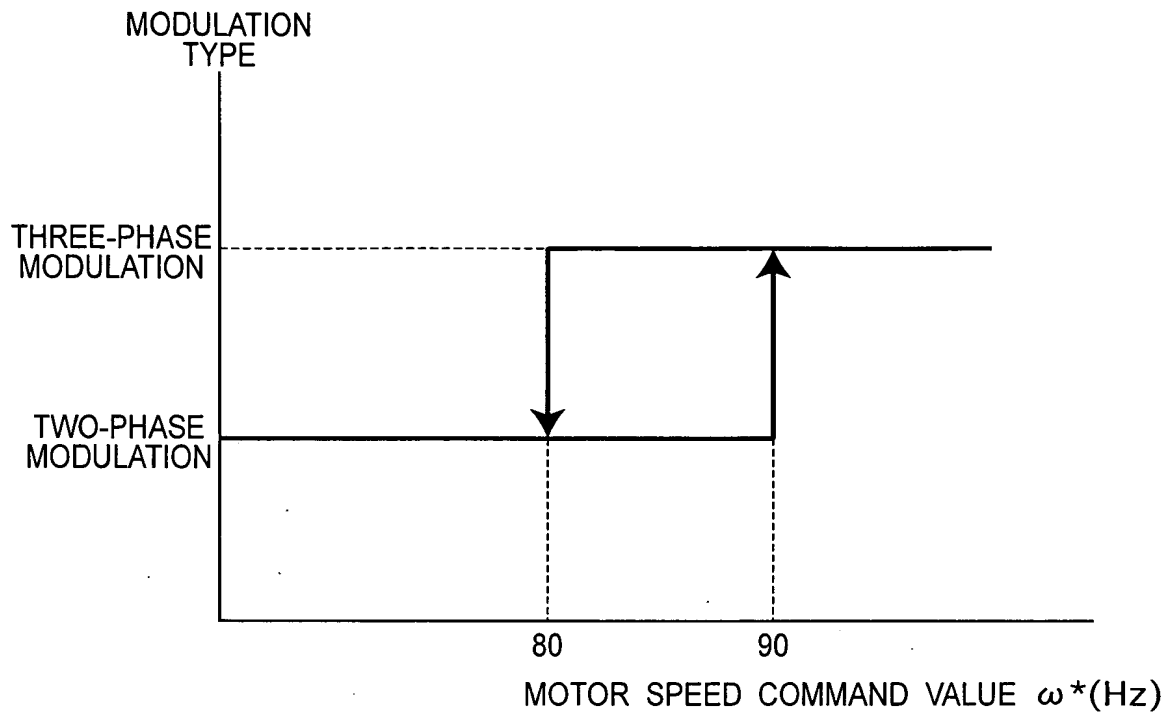 MODULATION
TYPE
THREE-PHASE
MODULATION
TWO-PHASE
MODULATION
80
90
MOTOR SPEED COMMAND VALUE ω*(Hz)